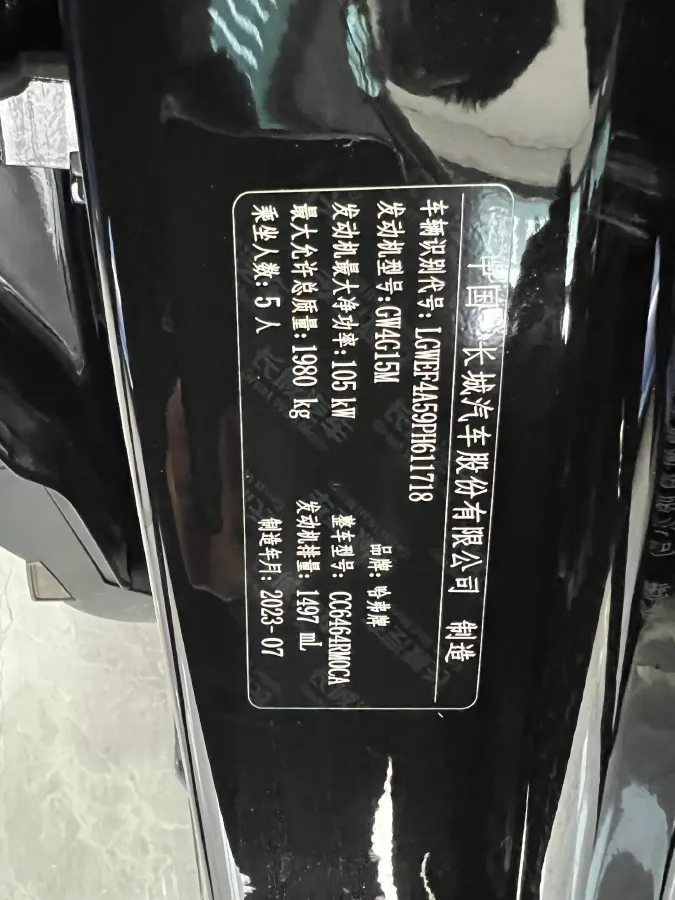 中国 长城汽车股份有限公司 制造
车辆识别代号: LGWEF4A59PH611718
发动机型号: GW4G15M 品牌: 哈弗牌
发动机最大净功率: 105 kW 整车型号: CC6464RM0CA
最大允许总质量: 1980 kg 发动机排量: 1497 mL
乘坐人数: 5 人 制造年月: 2023-07